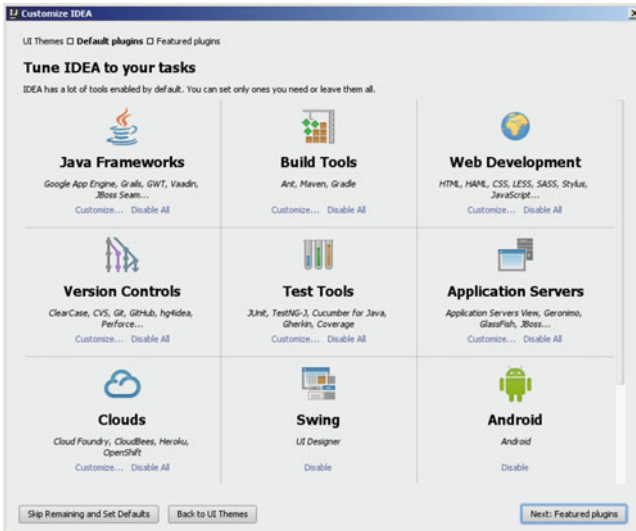 Customize IDEA
UI Themes □ Default plugins □ Featured plugins
Tune IDEA to your tasks
IDEA has a lot of tools enabled by default. You can set only ones you need or leave them all.
Java Frameworks
Google App Engine, Grails, GWT, Vaadin,
JBoss Seam...
Customize... Disable All
Build Tools
Ant, Maven, Gradle
Customize... Disable All
Web Development
HTML, HAML, CSS, LESS, SASS, Stylus,
JavaScript...
Customize... Disable All
Version Controls
ClearCase, CVS, Git, GitHub, hg4idea,
Perforce...
Customize... Disable All
Test Tools
JUnit, TestNG-J, Cucumber for Java,
Gherkin, Coverage
Customize... Disable All
Application Servers
Application Servers View, Geronimo,
GlassFish, JBoss...
Customize... Disable All
Clouds
Cloud Foundry, CloudBees, Heroku,
OpenShift
Customize... Disable All
Swing
UI Designer
Disable
Android
Android
Disable
Skip Remaining and Set Defaults
Back to UI Themes
Next: Featured plugins